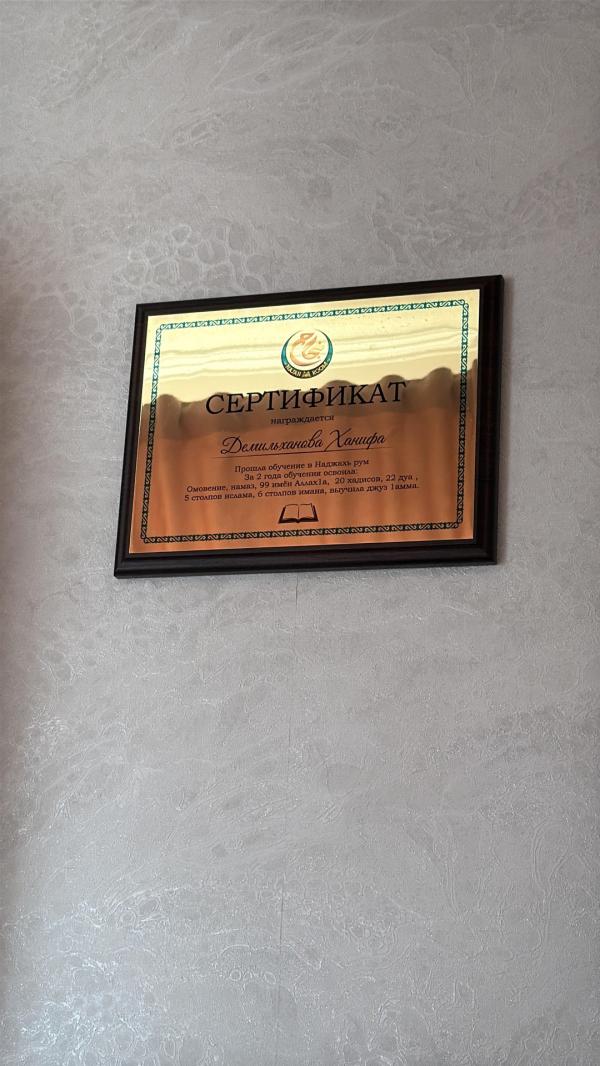 СЕРТИФИКАТ
награждается
Демильханова Ханифа
Прошла обучение в Наджахь рум
За 2 года обучения освоила:
Омовение, намаз, 99 имён Аллах1а, 20 хадисов, 22 дуа ,
5 столпов ислама, 6 столпов имана, выучила джуз 1амма.